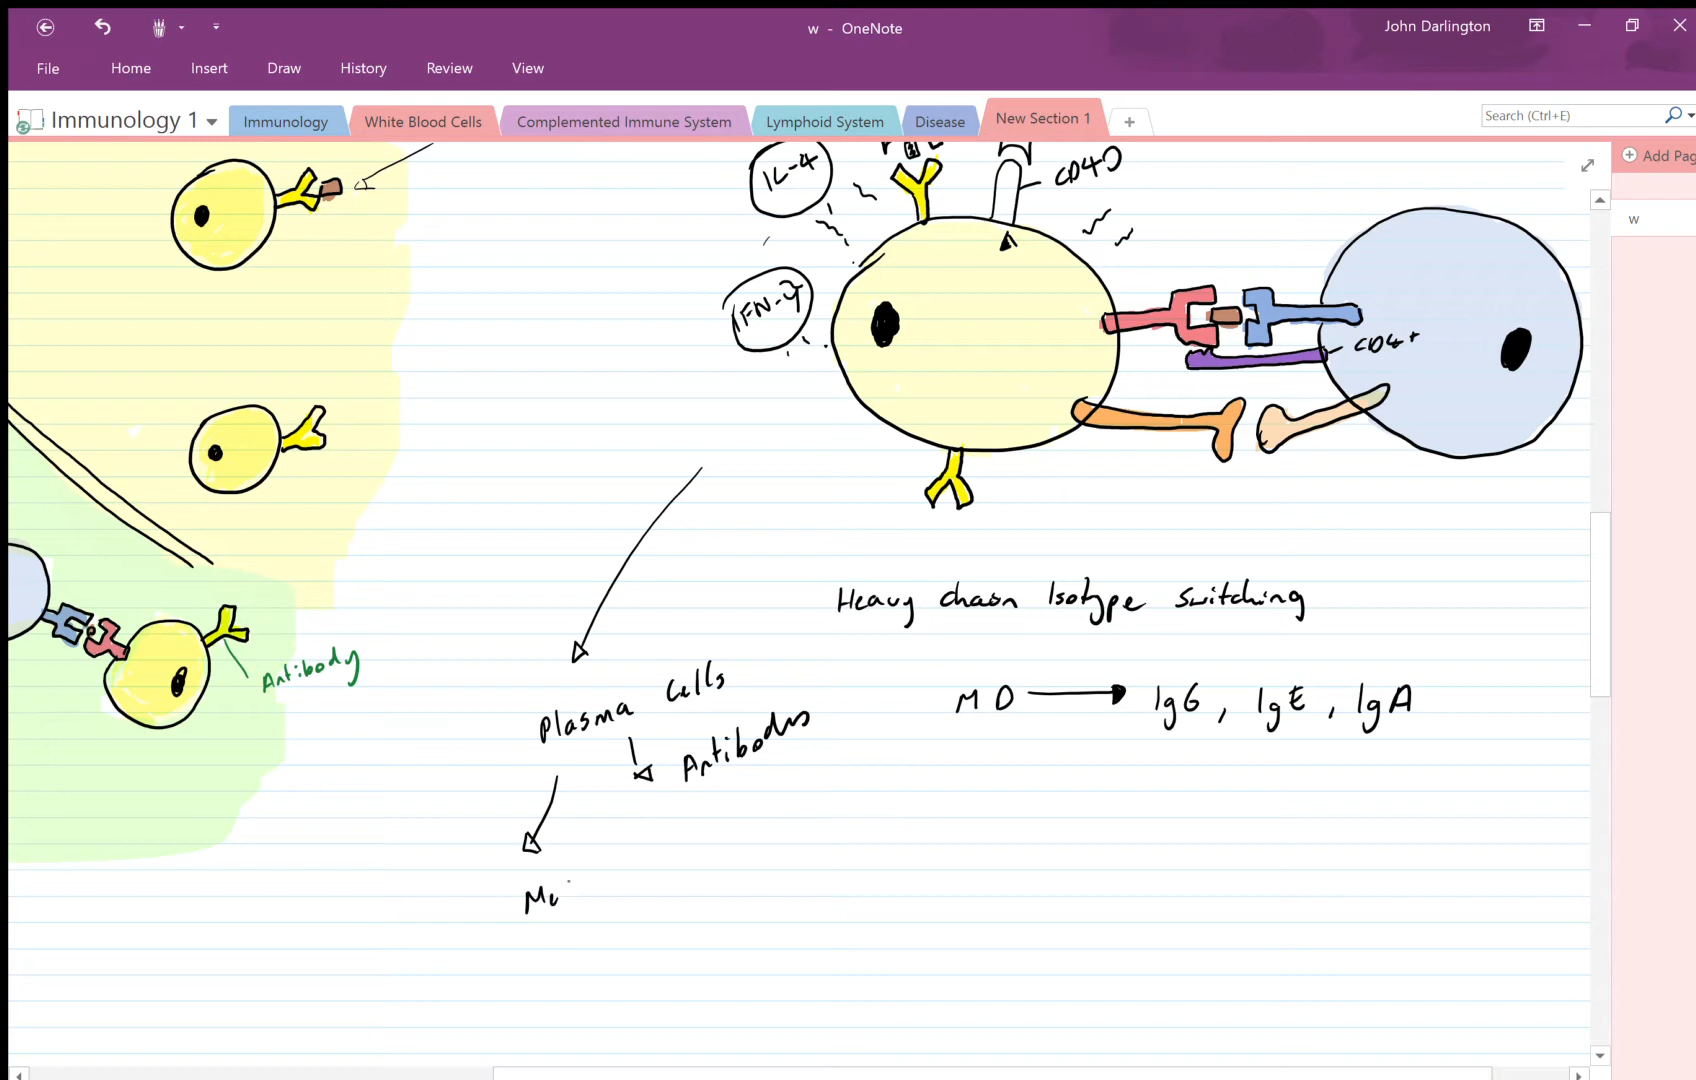 w - OneNote
John Darlington
File Home Insert Draw History Review View
Immunology 1
Immunology White Blood Cells Complemented Immune System Lymphoid System Disease New Section 1
Search (Ctrl+E)
Add Pag
w
IL-4
CD40
IFN-γ
CD4+
Heavy chain Isotype switching
Antibody
M D IgG, IgE, IgA
Plasma cells
Antibodies